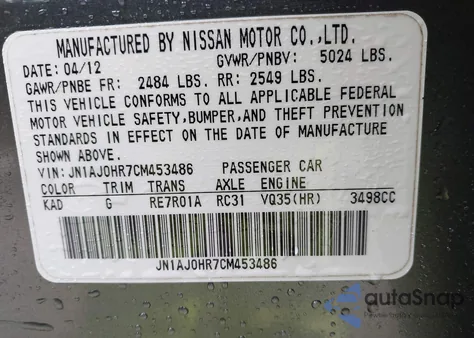 MANUFACTURED BY NISSAN MOTOR CO.,LTD.
DATE: 04/12 GVWR/PNBV: 5024 LBS.
GAWR/PNBE FR: 2484 LBS. RR: 2549 LBS.
THIS VEHICLE CONFORMS TO ALL APPLICABLE FEDERAL
MOTOR VEHICLE SAFETY,BUMPER,AND THEFT PREVENTION
STANDARDS IN EFFECT ON THE DATE OF MANUFACTURE
SHOWN ABOVE.
VIN: JN1AJ0HR7CM453486 PASSENGER CAR
COLOR TRIM TRANS AXLE ENGINE
KAD G RE7R01A RC31 VQ35(HR) 3498CC
JN1AJ0HR7CM453486
autoSnap